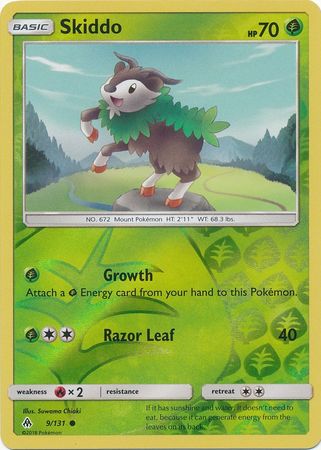 BASIC Skiddo HP 70
NO. 672 Mount Pokémon HT: 2'11" WT: 68.3 lbs.
Growth
Attach a Energy card from your hand to this Pokémon.
Razor Leaf 40
weakness × 2 resistance retreat
Illus. Suwama Chiaki
9/131
©2018 Pokémon
If it has sunshine and water. It doesn't need to
eat, because it can generate energy from the
leaves on its back.